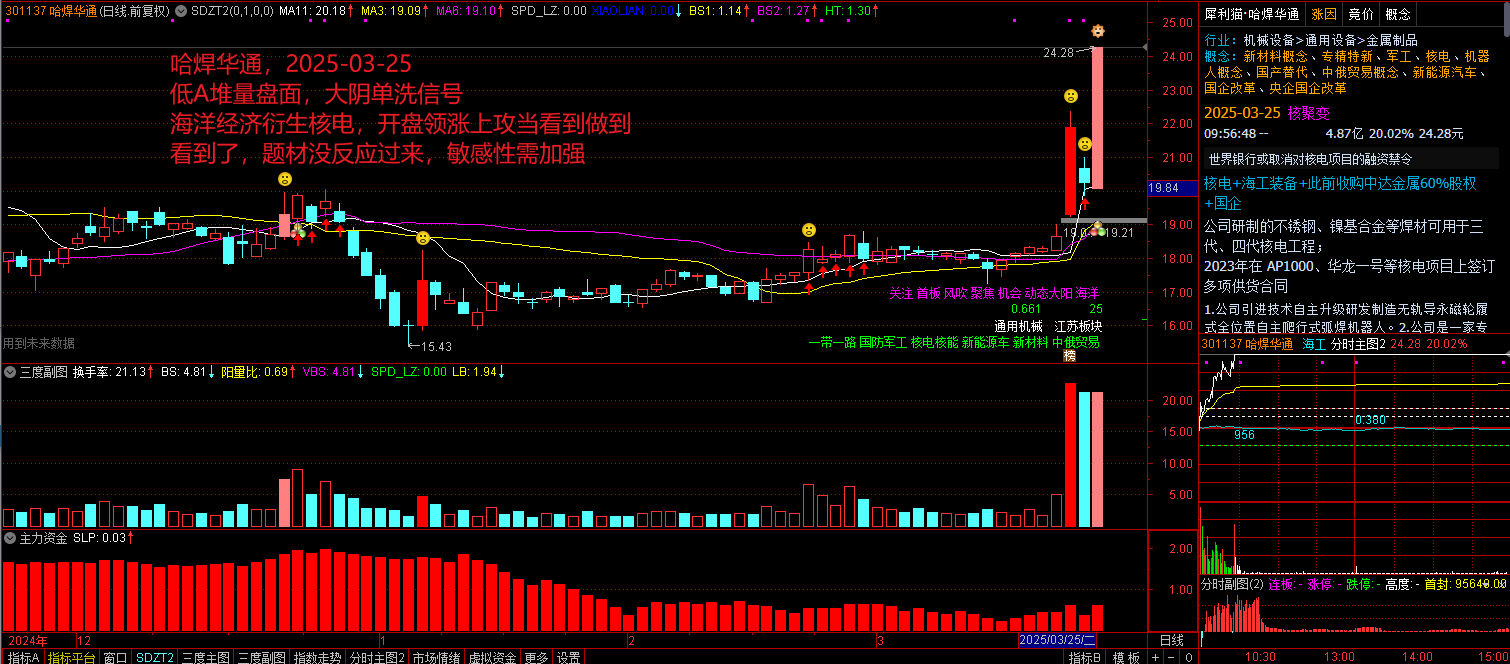 301137 哈焊华通(日线.前复权) SDZT2(0,1,0,0) MA11: 20.18↑ MA3: 19.09↑ MA6: 19.10↑ SPD_LZ: 0.00 XIAOLIAN: 0.00↓ BS1: 1.14↑ BS2: 1.27↑ HT: 1.30↑
哈焊华通，2025-03-25
低A堆量盘面，大阴单洗信号
海洋经济衍生核电，开盘领涨上攻当看到做到
看到了，题材没反应过来，敏感性需加强
24.28
19.21
15.43
关注 首板 风吹 聚焦 机会 动态大阳 海洋
0.661 25
通用机械 江苏板块
一带一路 国防军工 核电核能 新能源车 新材料 中俄贸易
榜
用到未来数据
25.00
24.00
23.00
22.00
21.00
19.84
19.00
18.00
17.00
16.00
三度副图 换手率: 21.13↑ BS: 4.81↓ 阳量比: 0.69↑ VBS: 4.81↓ SPD_LZ: 0.00 LB: 1.94↓
20.00
15.00
10.00
5.00
主力资金 SLP: 0.03↑
2.00
1.00
2024年 12 1 2 3 2025/03/25/二 日线
指标A 指标平台 窗口 SDZT2 三度主图 三度副图 指数走势 分时主图2 市场情绪 虚拟资金 更多 设置 指标B 模板 + - 0
犀利猫·哈焊华通 涨因 竞价 概念
行业：机械设备>通用设备>金属制品
概念：新材料概念、专精特新、军工、核电、机器
人概念、国产替代、中俄贸易概念、新能源汽车、
国企改革、央企国企改革
2025-03-25 核聚变
09:56:48 -- 4.87亿 20.02% 24.28元
世界银行或取消对核电项目的融资禁令
核电+海工装备+此前收购中达金属60%股权
+国企
公司研制的不锈钢、镍基合金等焊材可用于三
代、四代核电工程；
2023年在 AP1000、华龙一号等核电项目上签订
多项供货合同
1.公司引进技术自主升级研发制造无轨导永磁轮履
式全位置自主爬行式弧焊机器人。2.公司是一家专
301137 哈焊华通 海工 分时主图2 24.28 20.02%
0.380
956
分时副图(2) 连板: - 涨停: - 跌停: - 高度: - 首封:
10:30 13:00 14:00 15:00